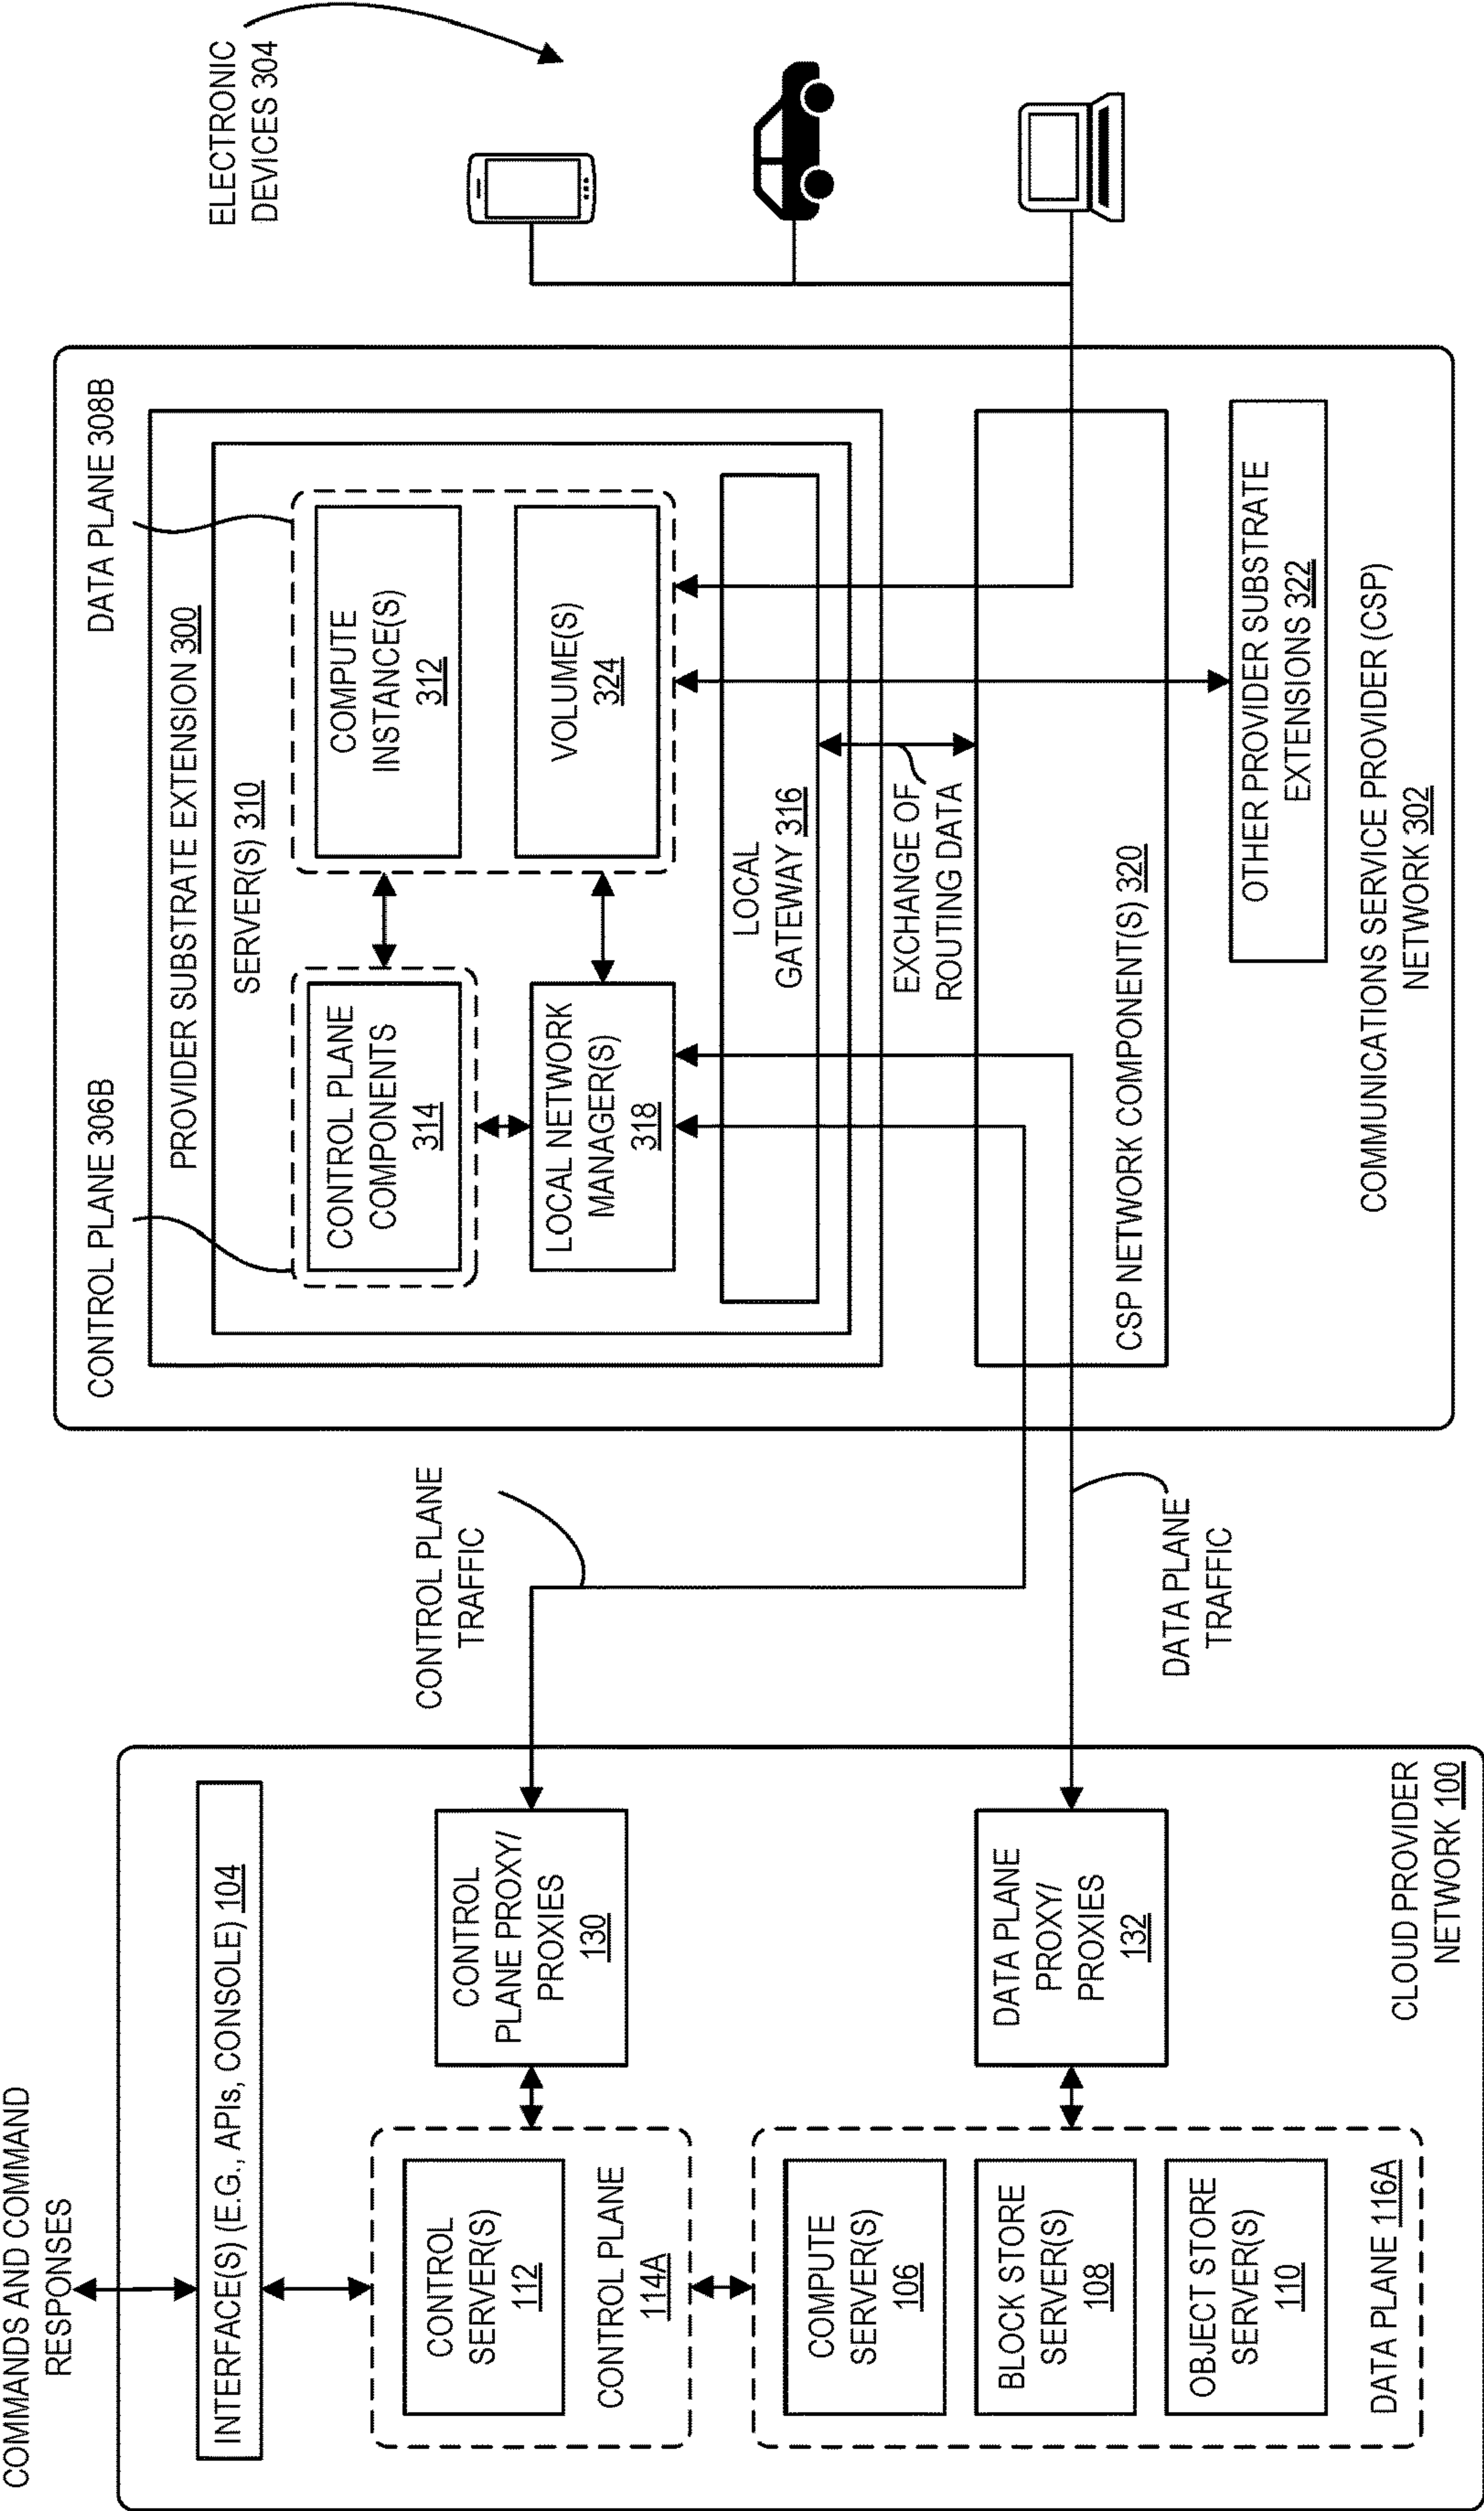 COMMANDS AND COMMAND
RESPONSES
INTERFACE(S) (E.G., APIs, CONSOLE) 104
CONTROL
SERVER(S)
112
CONTROL PLANE
114A
CONTROL
PLANE PROXY/
PROXIES
130
COMPUTE
SERVER(S)
106
BLOCK STORE
SERVER(S)
108
OBJECT STORE
SERVER(S)
110
DATA PLANE 116A
DATA PLANE
PROXY/
PROXIES
132
CLOUD PROVIDER
NETWORK 100
CONTROL PLANE
TRAFFIC
DATA PLANE
TRAFFIC
CONTROL PLANE 306B
DATA PLANE 308B
PROVIDER SUBSTRATE EXTENSION 300
SERVER(S) 310
CONTROL PLANE
COMPONENTS
314
COMPUTE
INSTANCE(S)
312
LOCAL NETWORK
MANAGER(S)
318
VOLUME(S)
324
LOCAL
GATEWAY 316
EXCHANGE OF
ROUTING DATA
CSP NETWORK COMPONENT(S) 320
OTHER PROVIDER SUBSTRATE
EXTENSIONS 322
COMMUNICATIONS SERVICE PROVIDER (CSP)
NETWORK 302
ELECTRONIC
DEVICES 304